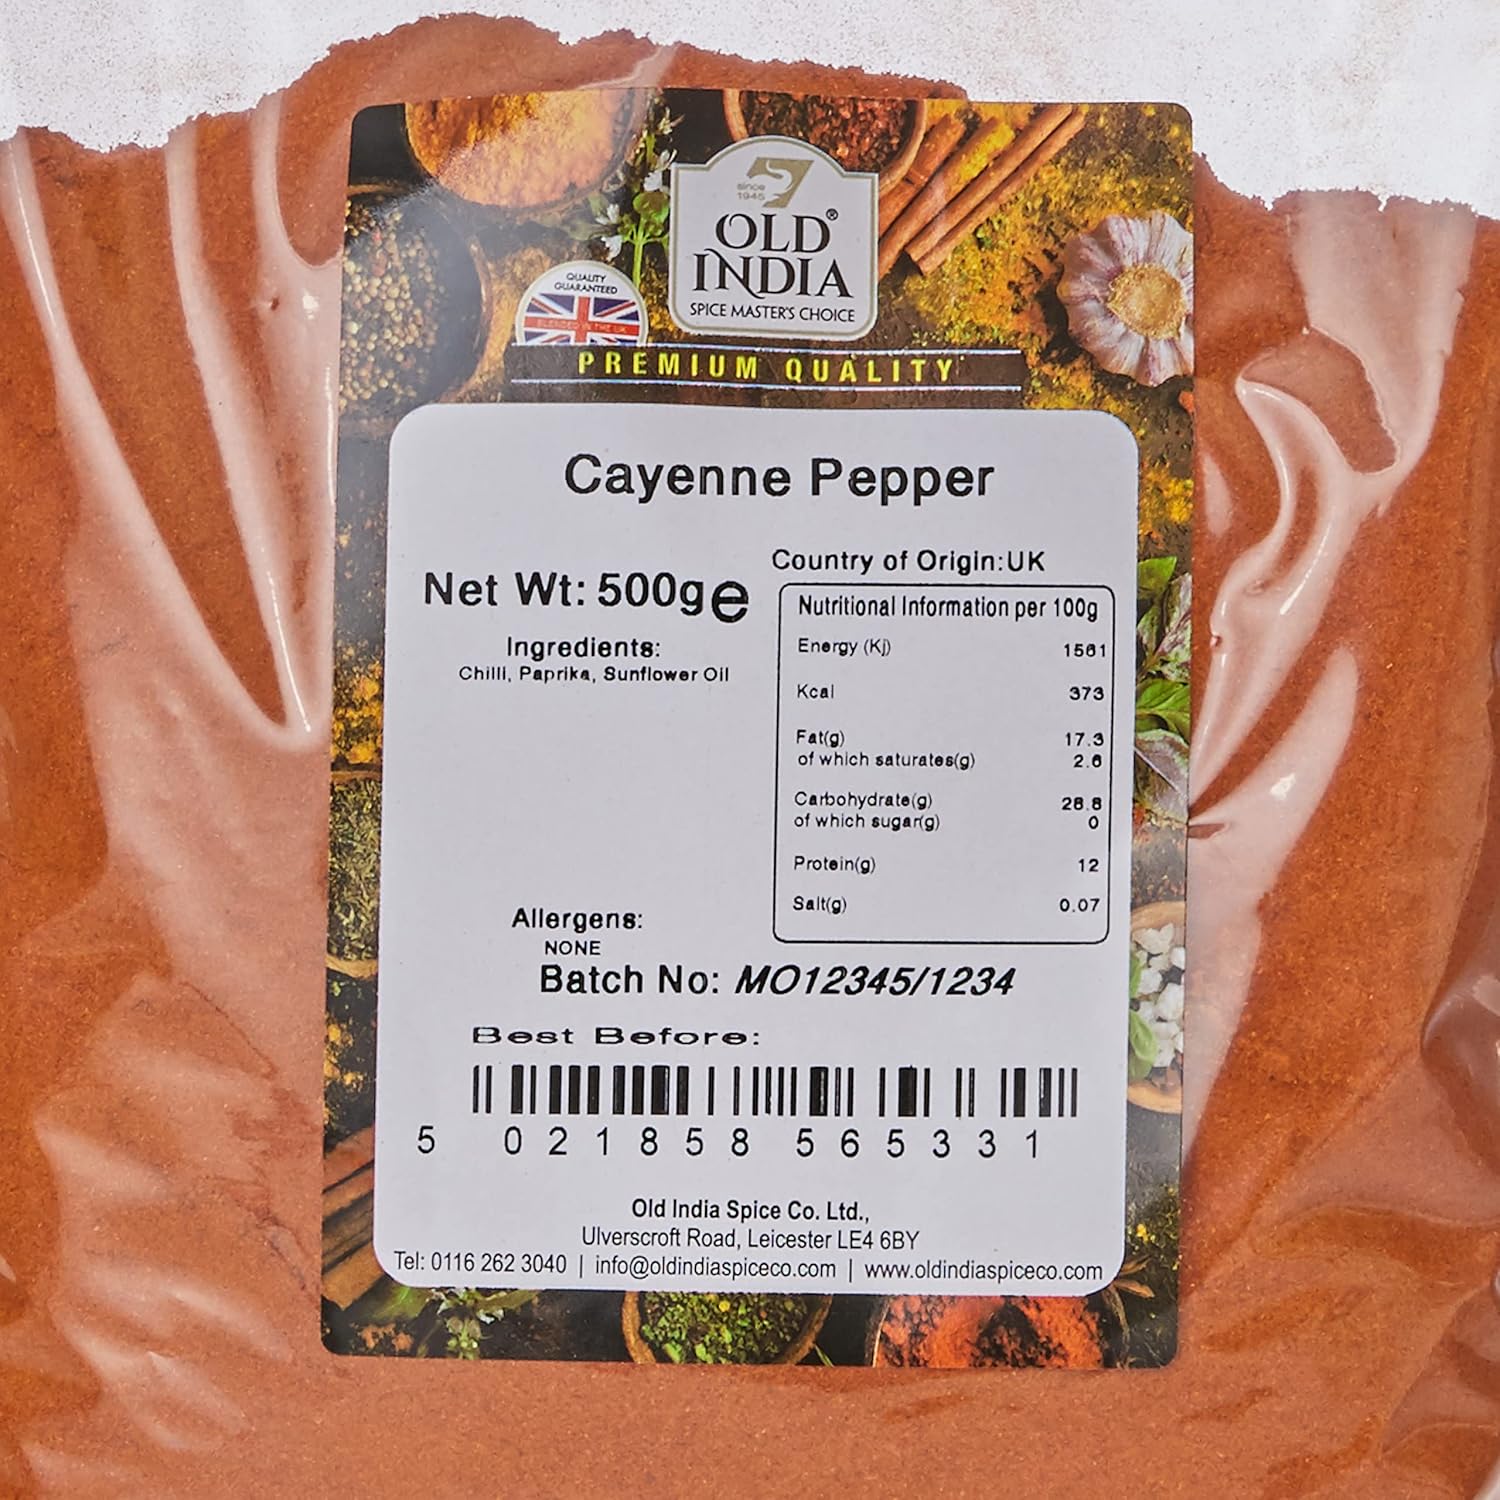 since
1945
OLD®
INDIA
SPICE MASTER'S CHOICE
QUALITY
GUARANTEED
BLENDED IN THE UK
PREMIUM QUALITY
Cayenne Pepper
Country of Origin:UK
Net Wt: 500g e
Ingredients:
Chilli, Paprika, Sunflower Oil
Nutritional Information per 100g
Energy (Kj) 1561
Kcal 373
Fat(g) 17.3
of which saturates(g) 2.6
Carbohydrate(g) 28.8
of which sugar(g) 0
Protein(g) 12
Salt(g) 0.07
Allergens:
NONE
Batch No: MO12345/1234
Best Before:
5 021858 565331
Old India Spice Co. Ltd.,
Ulverscroft Road, Leicester LE4 6BY
Tel: 0116 262 3040 | info@oldindiaspiceco.com | www.oldindiaspiceco.com